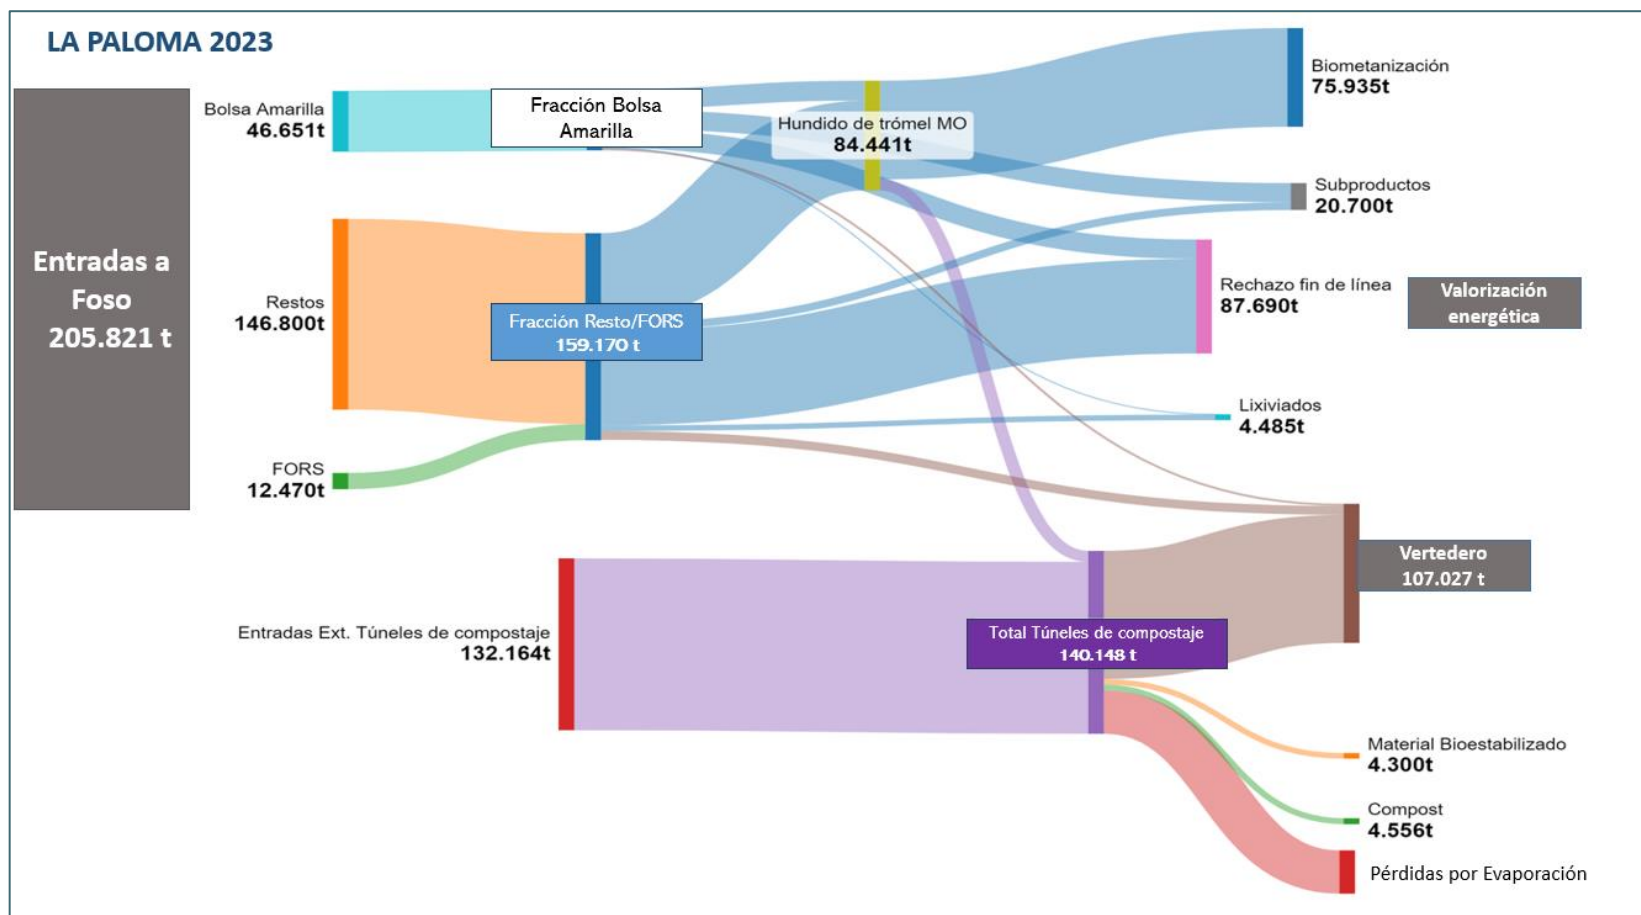 LA PALOMA 2023
Entradas a
Foso
205.821 t
Bolsa Amarilla
46.651t
Restos
146.800t
FORS
12.470t
Entradas Ext. Túneles de compostaje
132.164t
Fracción Bolsa
Amarilla
Fracción Resto/FORS
159.170 t
Hundido de trómel MO
84.441t
Total Túneles de compostaje
140.148 t
Biometanización
75.935t
Subproductos
20.700t
Rechazo fin de línea
87.690t
Valorización
energética
Lixiviados
4.485t
Vertedero
107.027 t
Material Bioestabilizado
4.300t
Compost
4.556t
Pérdidas por Evaporación